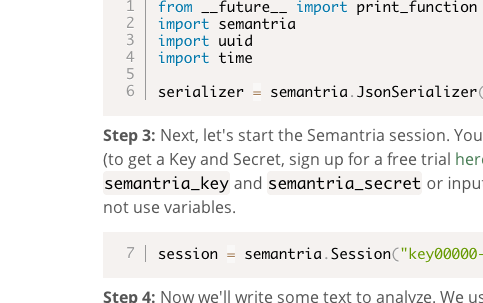 1 from __future__ import print_function
2 import semantria
3 import uuid
4 import time
5
6 serializer = semantria.JsonSerializer(
Step 3: Next, let's start the Semantria session. You
(to get a Key and Secret, sign up for a free trial here
semantria_key and semantria_secret or input
not use variables.
7 session = semantria.Session("key00000-
Step 4: Now we'll write some text to analyze. We us